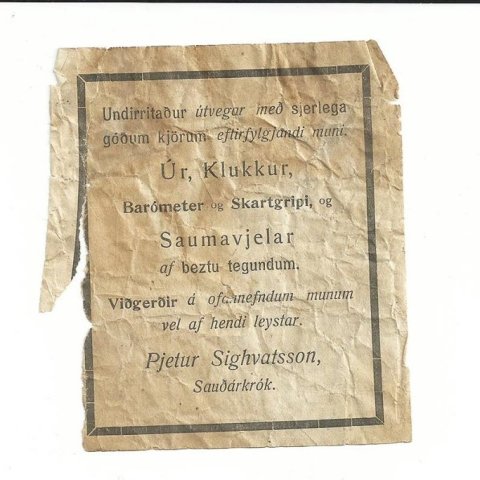 Undirritaður útvegar með sjerlega
góðum kjörum eftirfylgjandi muni.
Úr, Klukkur,
Barómeter og Skartgripi, og
Saumavjelar
af beztu tegundum.
Viðgerðir á ofannefndum munum
vel af hendi leystar.
Pjetur Sighvatsson,
Sauðárkrók.